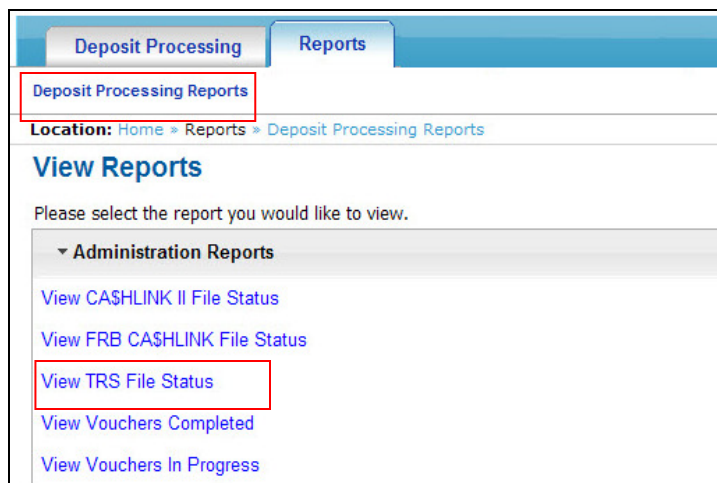 Deposit Processing Reports
Deposit Processing Reports
Location: Home » Reports » Deposit Processing Reports
View Reports
Please select the report you would like to view.
Administration Reports
View CA$HLINK II File Status
View FRB CA$HLINK File Status
View TRS File Status
View Vouchers Completed
View Vouchers In Progress